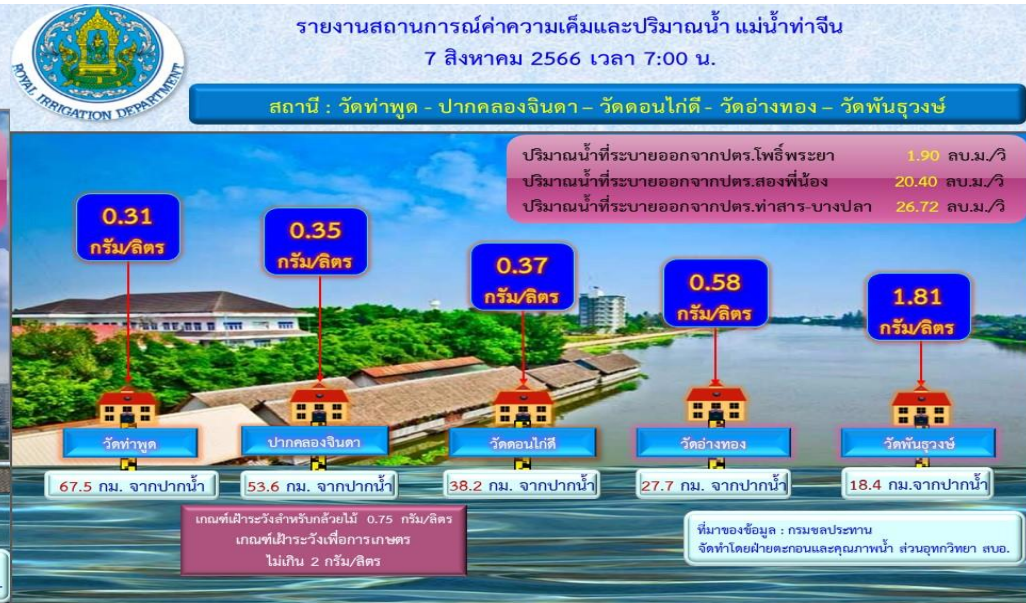 รายงานสถานการณ์ค่าความเค็มและปริมาณน้ำ แม่น้ำท่าจีน
7 สิงหาคม 2566 เวลา 7:00 น.
ROYAL IRRIGATION DEPARTMENT
สถานี : วัดท่าพูด - ปากคลองจินดา – วัดดอนไก่ดี - วัดอ่างทอง – วัดพันธุวงษ์
ปริมาณน้ำที่ระบายออกจากปตร.โพธิ์พระยา 1.90 ลบ.ม./วิ
ปริมาณน้ำที่ระบายออกจากปตร.สองพี่น้อง 20.40 ลบ.ม./วิ
ปริมาณน้ำที่ระบายออกจากปตร.ท่าสาร-บางปลา 26.72 ลบ.ม./วิ
0.31
กรัม/ลิตร
0.35
กรัม/ลิตร
0.37
กรัม/ลิตร
0.58
กรัม/ลิตร
1.81
กรัม/ลิตร
วัดท่าพูด
ปากคลองจินดา
วัดดอนไก่ดี
วัดอ่างทอง
วัดพันธุวงษ์
67.5 กม. จากปากน้ำ
53.6 กม. จากปากน้ำ
38.2 กม. จากปากน้ำ
27.7 กม. จากปากน้ำ
18.4 กม.จากปากน้ำ
เกณฑ์เฝ้าระวังสำหรับกล้วยไม้ 0.75 กรัม/ลิตร
เกณฑ์เฝ้าระวังเพื่อการเกษตร
ไม่เกิน 2 กรัม/ลิตร
ที่มาของข้อมูล : กรมชลประทาน
จัดทำโดยฝ่ายตะกอนและคุณภาพน้ำ ส่วนอุทกวิทยา สบอ.